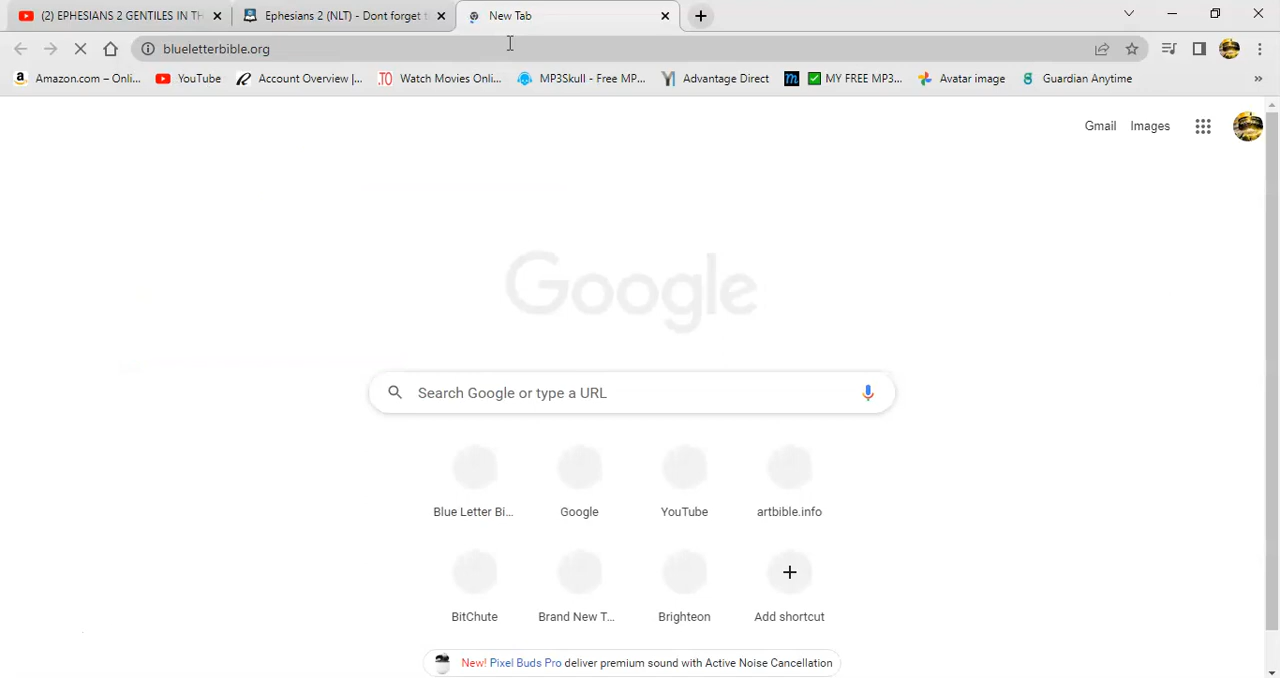 (2) EPHESIANS 2 GENTILES IN TH
Ephesians 2 (NLT) - Dont forget t
New Tab
blueletterbible.org
Amazon.com – Onli...
YouTube
Account Overview |...
.TO Watch Movies Onlin...
MP3Skull - Free MP...
Advantage Direct
m
MY FREE MP3...
Avatar image
Guardian Anytime
»
Gmail
Images
Google
Search Google or type a URL
Blue Letter Bi...
Google
YouTube
artbible.info
BitChute
Brand New T...
Brighteon
Add shortcut
New! Pixel Buds Pro deliver premium sound with Active Noise Cancellation